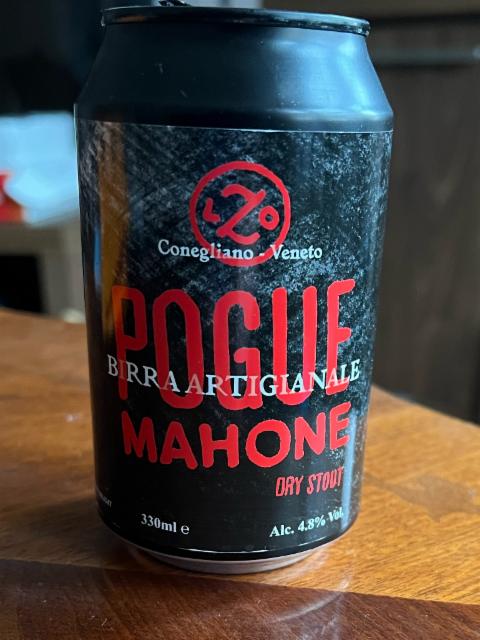 LZO
Conegliano - Veneto
POGUE
BIRRA ARTIGIANALE
MAHONE
DRY STOUT
330ml e
Alc. 4.8% Vol.